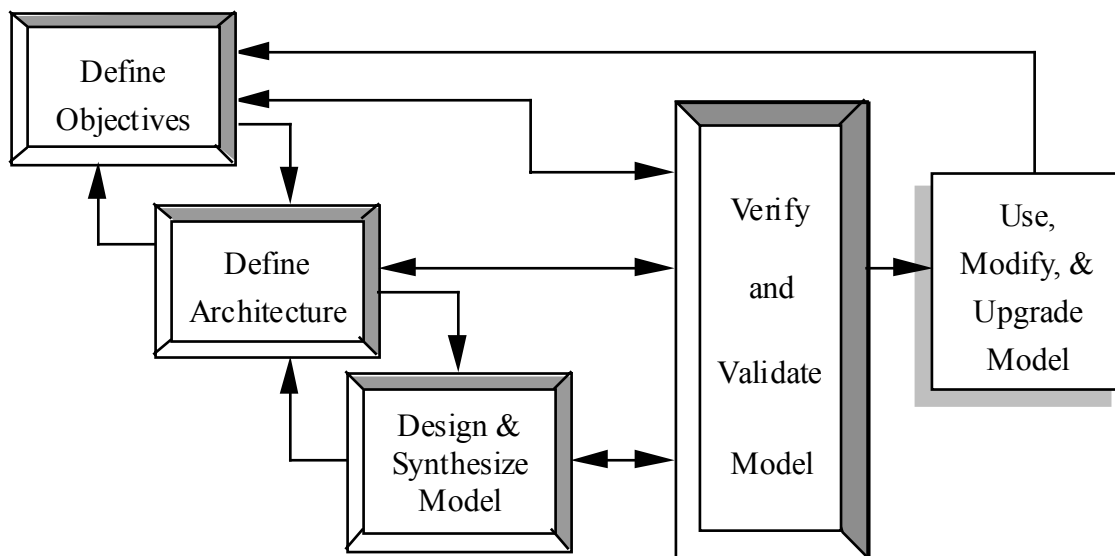 Define
Objectives
Define
Architecture
Design &
Synthesize
Model
Verify
and
Validate
Model
Use,
Modify, &
Upgrade
Model